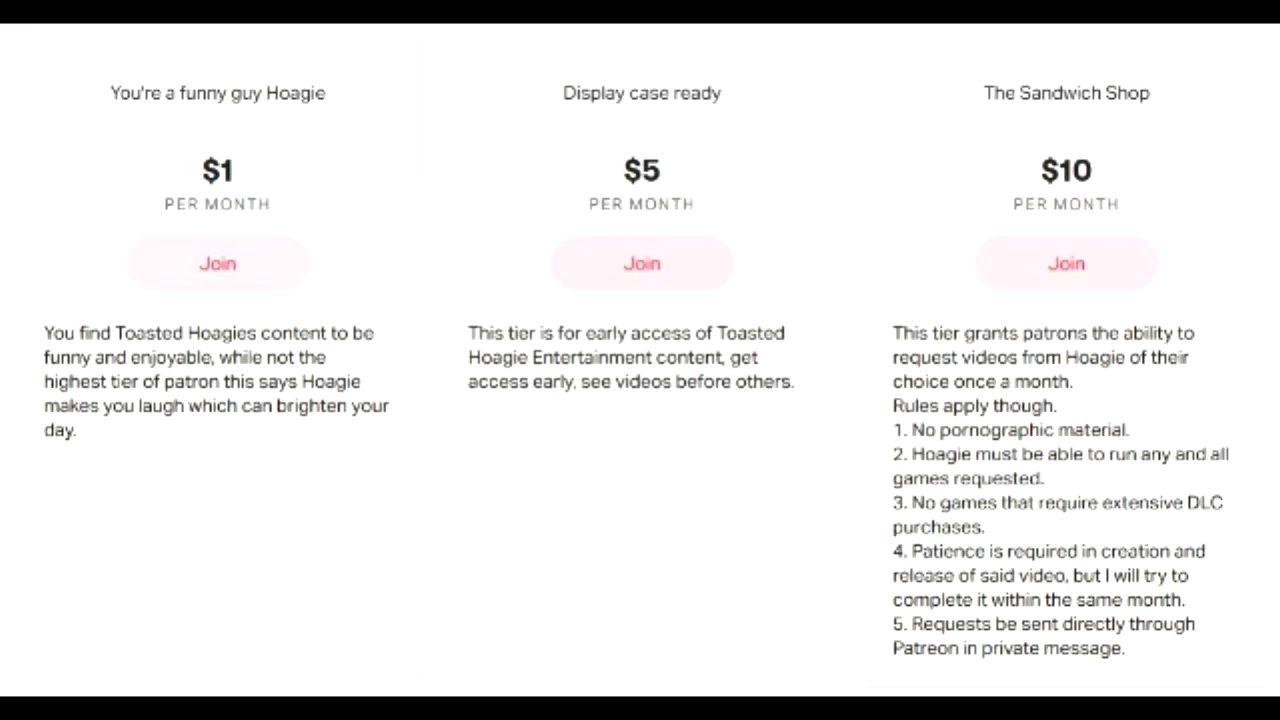 You're a funny guy Hoagie
$1
PER MONTH
Join
You find Toasted Hoagies content to be
funny and enjoyable, while not the
highest tier of patron this says Hoagie
makes you laugh which can brighten your
day.
Display case ready
$5
PER MONTH
Join
This tier is for early access of Toasted
Hoagie Entertainment content, get
access early, see videos before others.
The Sandwich Shop
$10
PER MONTH
Join
This tier grants patrons the ability to
request videos from Hoagie of their
choice once a month.
Rules apply though.
1. No pornographic material.
2. Hoagie must be able to run any and all
games requested.
3. No games that require extensive DLC
purchases.
4. Patience is required in creation and
release of said video, but I will try to
complete it within the same month.
5. Requests be sent directly through
Patreon in private message.